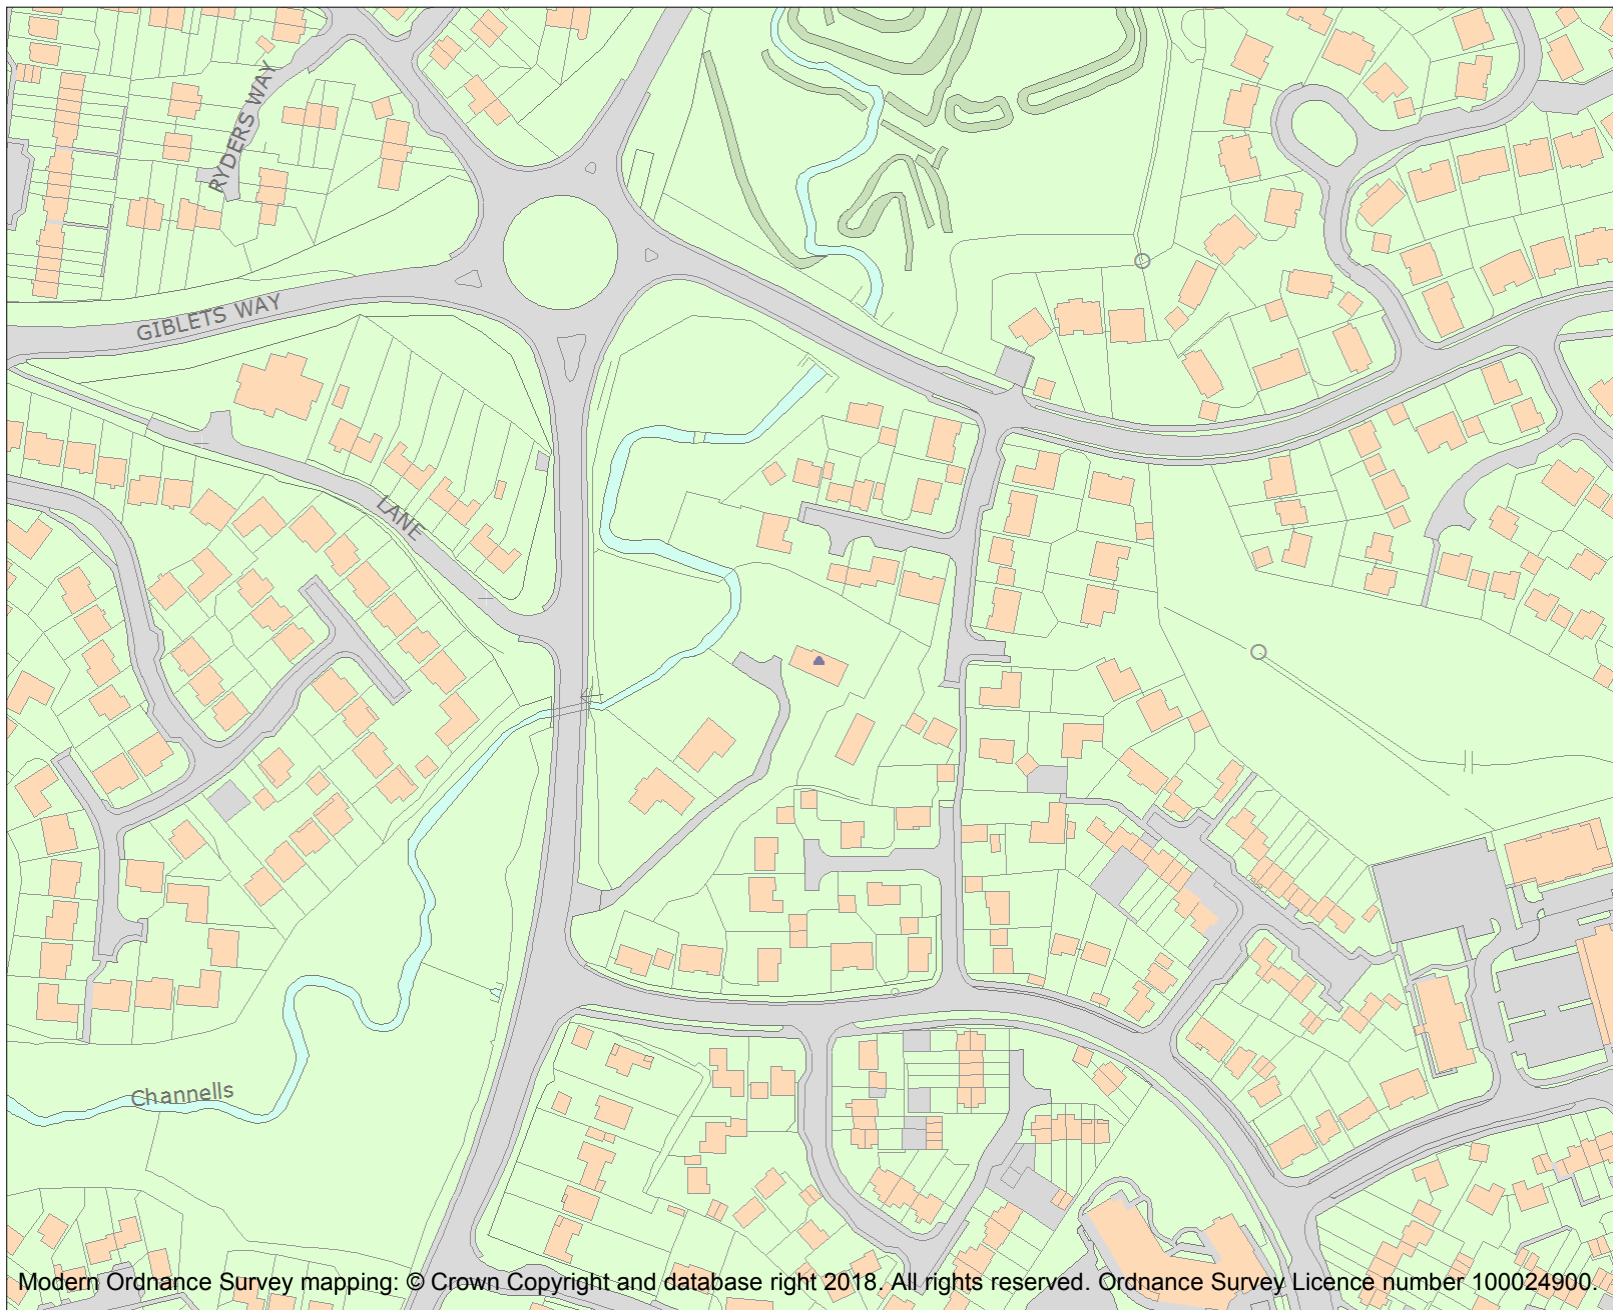 RYDERS WAY
GIBLETS WAY
LANE
Channells
Modern Ordnance Survey mapping: © Crown Copyright and database right 2018. All rights reserved. Ordnance Survey Licence number 100024900.